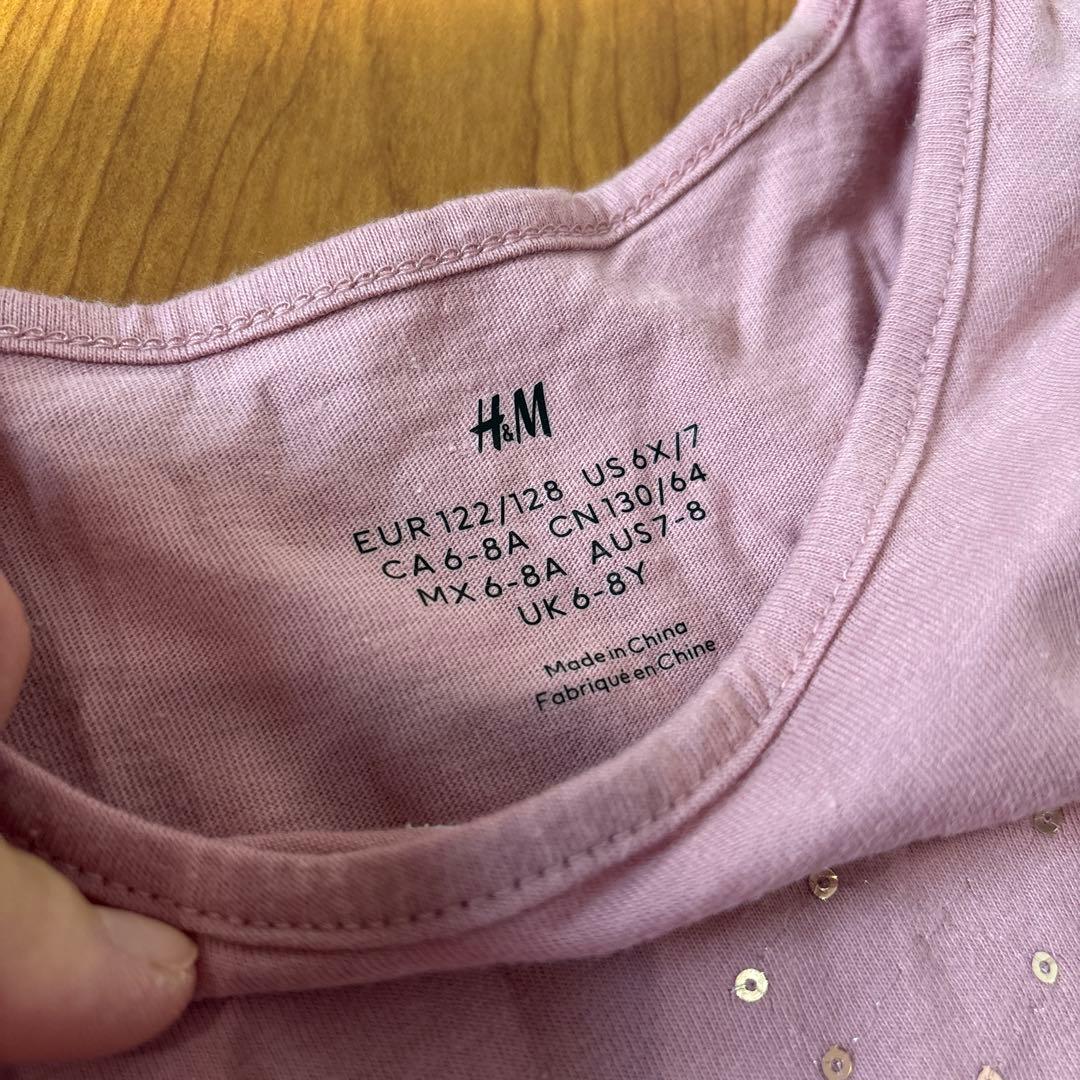 H&M
EUR 122/128 US 6X/7
CA 6-8A CN 130/64
MX 6-8A AUS 7-8
UK 6-8Y
Made in China
Fabriqué en Chine